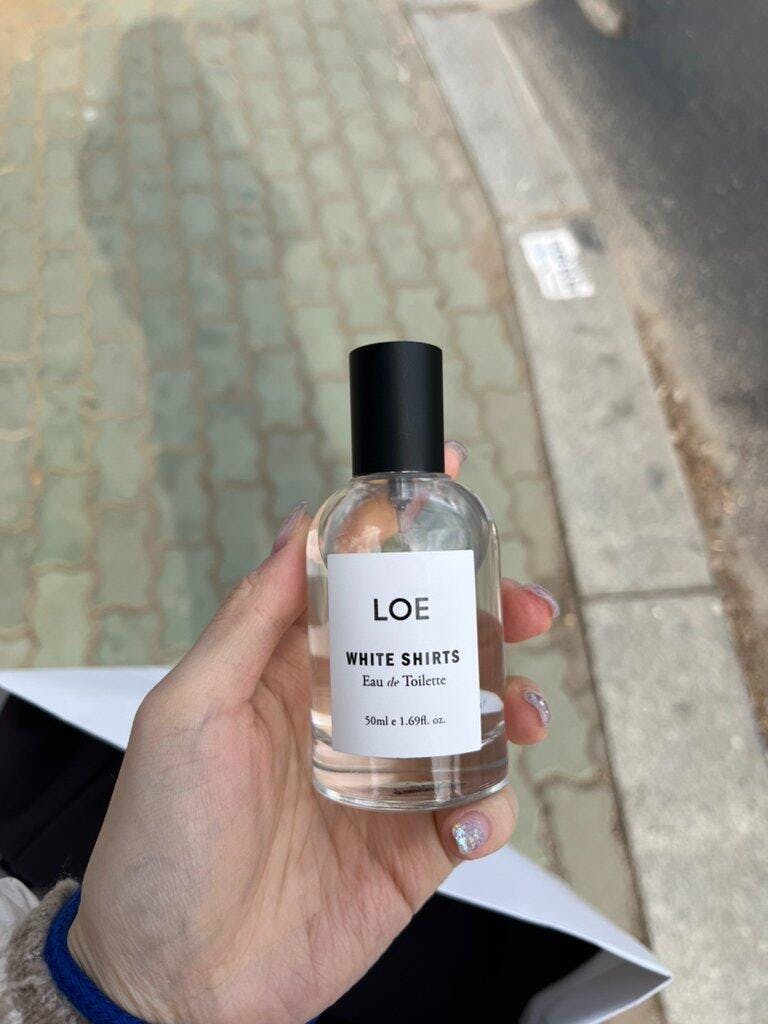 LOE
WHITE SHIRTS
Eau de Toilette
50ml e 1.69fl. oz.